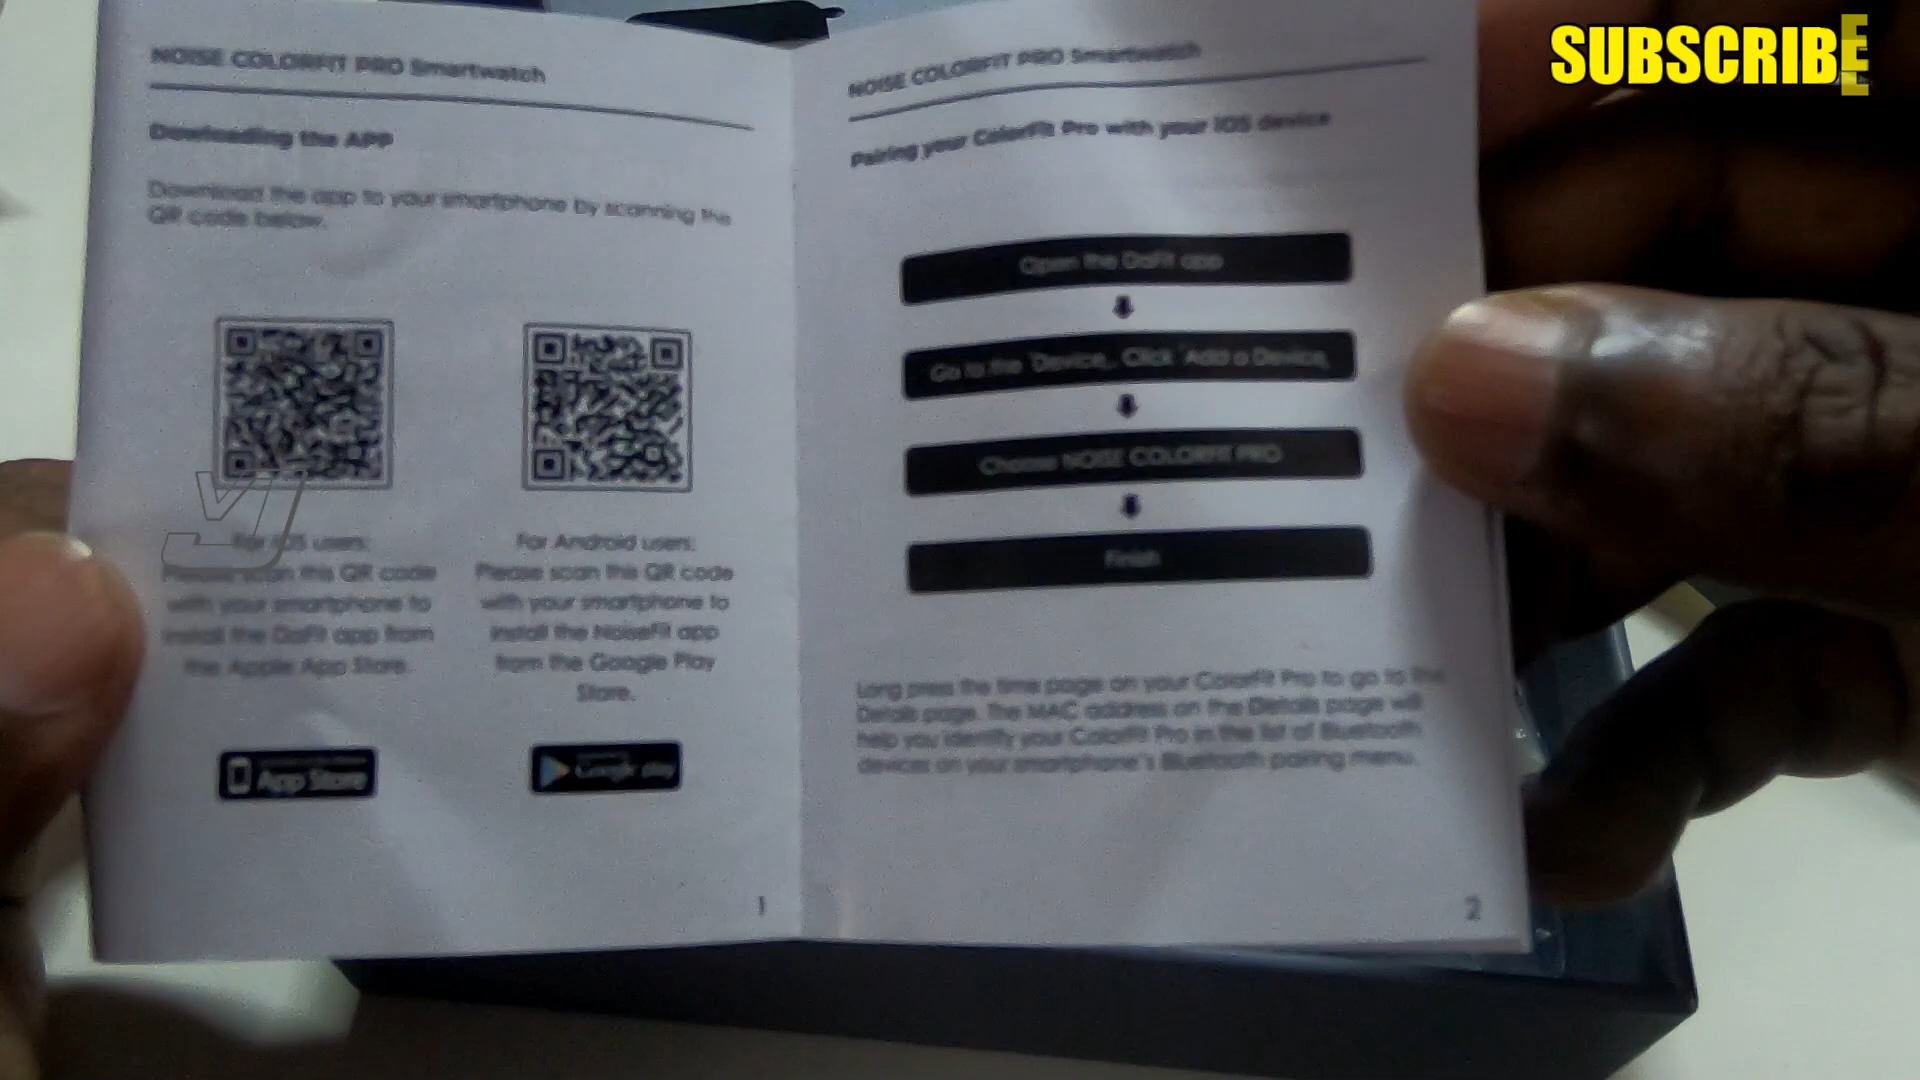 SUBSCRIBE
NOISE COLORFIT PRO Smartwatch
Downloading the APP
Download the app to your smartphone by scanning the
QR code below.
For iOS users:
Please scan this QR code
with your smartphone to
install the DaFit app from
the Apple App Store.
App Store
For Android users:
Please scan this QR code
with your smartphone to
install the NoiseFit app
from the Google Play
Store.
Google play
1
NOISE COLORFIT PRO Smartwatch
Pairing your ColorFit Pro with your iOS device
Open the DaFit app
Go to the 'Device,. Click 'Add a Device,
Choose NOISE COLORFIT PRO
Finish
Long press the time page on your ColorFit Pro to go to the
Details page. The MAC address on the Details page will
help you identify your ColorFit Pro in the list of Bluetooth
devices on your smartphone's Bluetooth pairing menu.
2
VJ